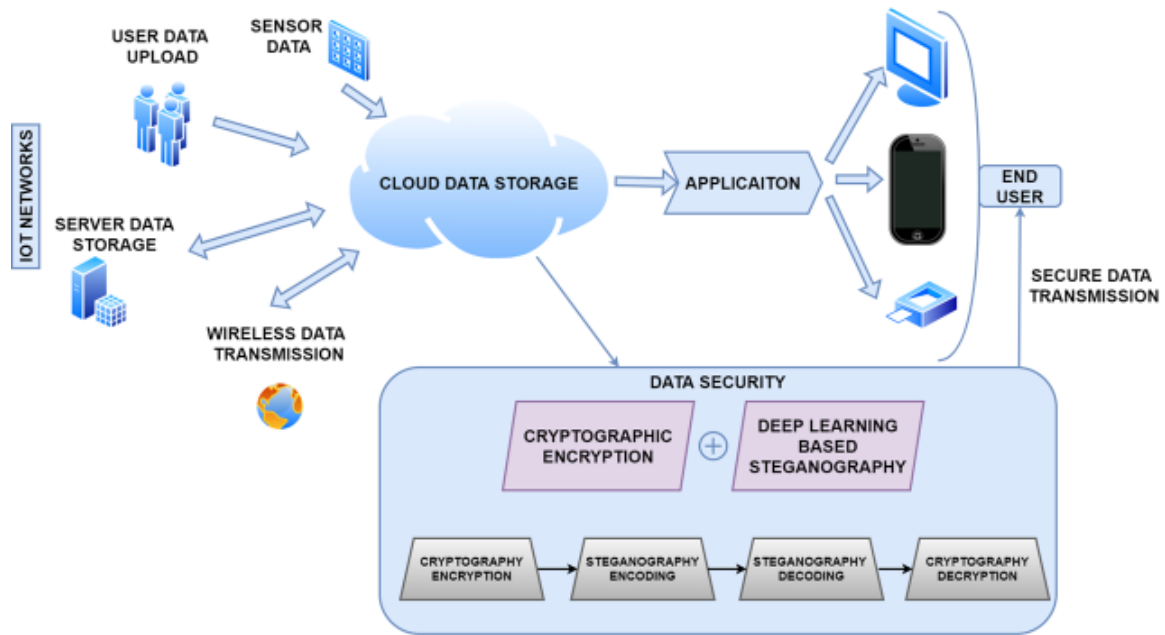 USER DATA
UPLOAD
SENSOR
DATA
IOT NETWORKS
CLOUD DATA STORAGE
APPLICAITON
END
USER
SERVER DATA
STORAGE
WIRELESS DATA
TRANSMISSION
SECURE DATA
TRANSMISSION
DATA SECURITY
CRYPTOGRAPHIC
ENCRYPTION
DEEP LEARNING
BASED
STEGANOGRAPHY
CRYPTOGRAPHY
ENCRYPTION
STEGANOGRAPHY
ENCODING
STEGANOGRAPHY
DECODING
CRYPTOGRAPHY
DECRYPTION